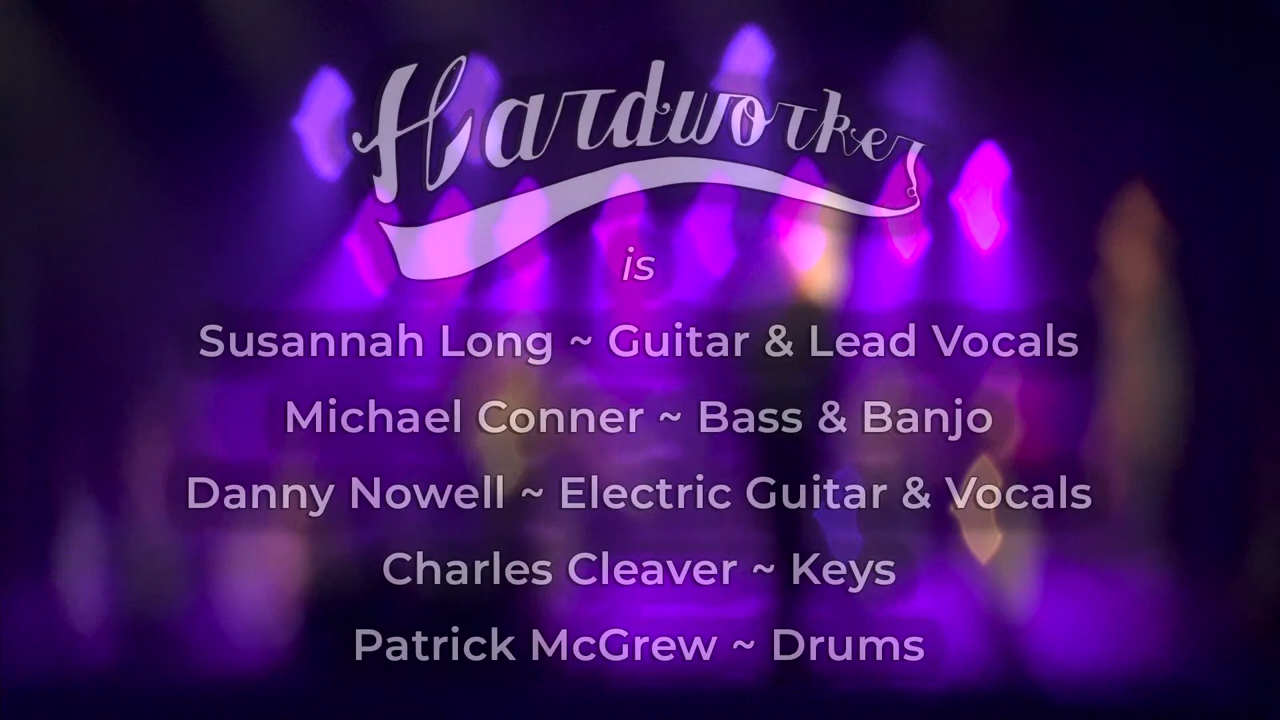 Hardworker
is
Susannah Long ~ Guitar & Lead Vocals
Michael Conner ~ Bass & Banjo
Danny Nowell ~ Electric Guitar & Vocals
Charles Cleaver ~ Keys
Patrick McGrew ~ Drums